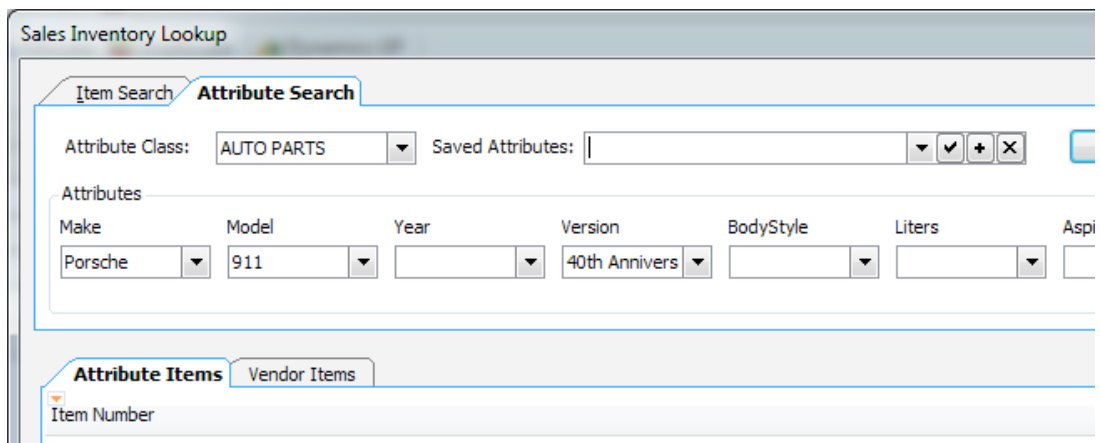 Sales Inventory Lookup
Item Search Attribute Search
Attribute Class: AUTO PARTS Saved Attributes:
Attributes
Make Model Year Version BodyStyle Liters Aspi
Porsche 911 40th Annivers
Attribute Items Vendor Items
Item Number